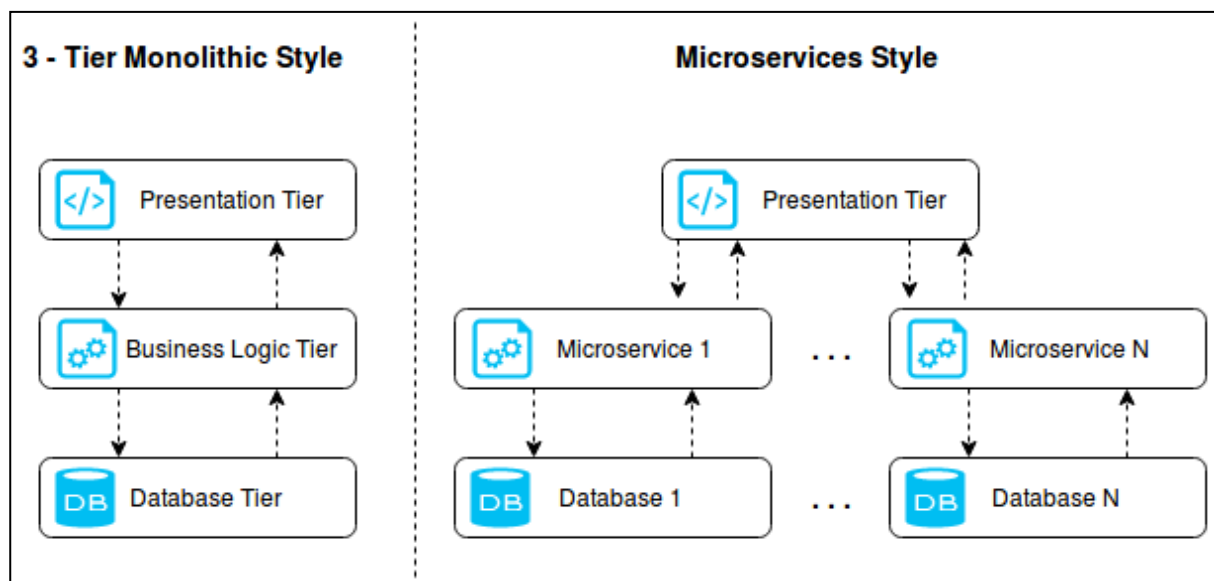 3 - Tier Monolithic Style
Microservices Style
</> Presentation Tier
</> Presentation Tier
Business Logic Tier
Microservice 1
. . .
Microservice N
DB Database Tier
DB Database 1
. . .
DB Database N